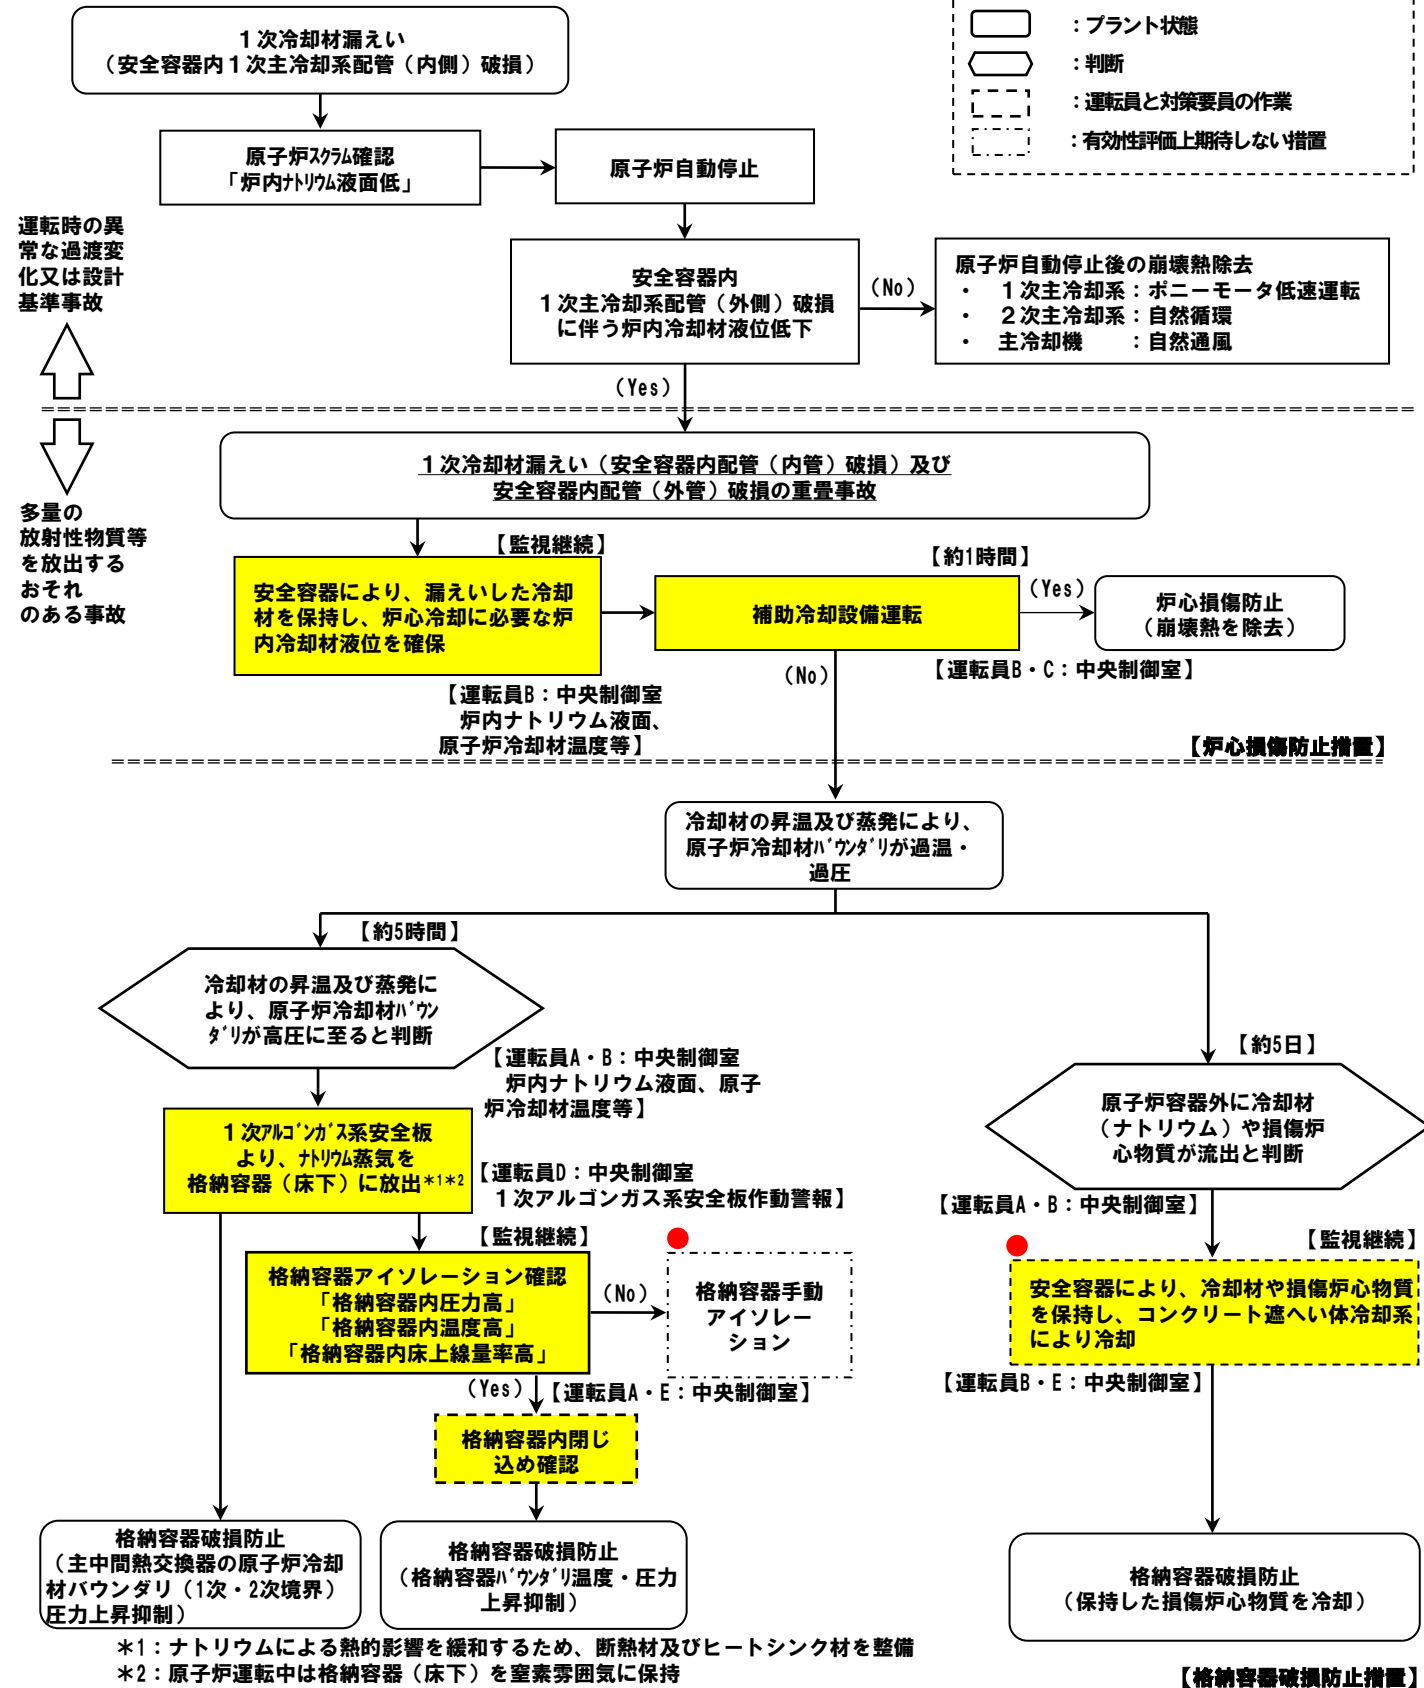 ：プラント状態
：判断
：運転員と対策要員の作業
：有効性評価上期待しない措置
１次冷却材漏えい
（安全容器内１次主冷却系配管（内側）破損）
原子炉ｽｸﾗﾑ確認
「炉内ﾅﾄﾘｳﾑ液面低」
原子炉自動停止
運転時の異
常な過渡変
化又は設計
基準事故
安全容器内
１次主冷却系配管（外側）破損
に伴う炉内冷却材液位低下
（No）
原子炉自動停止後の崩壊熱除去
・　１次主冷却系：ポニーモータ低速運転
・　２次主冷却系：自然循環
・　主冷却機　　：自然通風
（Yes）
多量の
放射性物質等
を放出する
おそれ
のある事故
１次冷却材漏えい（安全容器内配管（内管）破損）及び
安全容器内配管（外管）破損の重畳事故
【監視継続】
安全容器により、漏えいした冷却
材を保持し、炉心冷却に必要な炉
内冷却材液位を確保
【運転員B：中央制御室
炉内ナトリウム液面、
原子炉冷却材温度等】
【約1時間】
補助冷却設備運転
【運転員B・C：中央制御室】
（Yes）
炉心損傷防止
（崩壊熱を除去）
（No）
【炉心損傷防止措置】
冷却材の昇温及び蒸発により、
原子炉冷却材ﾊﾞｳﾝﾀﾞﾘが過温・
過圧
【約5時間】
冷却材の昇温及び蒸発に
より、原子炉冷却材ﾊﾞｳﾝ
ﾀﾞﾘが高圧に至ると判断
【運転員A・B：中央制御室
炉内ナトリウム液面、原子
炉冷却材温度等】
１次ｱﾙｺﾞﾝｶﾞｽ系安全板
より、ﾅﾄﾘｳﾑ蒸気を
格納容器（床下）に放出*1*2
【運転員D：中央制御室
１次アルゴンガス系安全板作動警報】
【監視継続】
格納容器アイソレーション確認
「格納容器内圧力高」
「格納容器内温度高」
「格納容器内床上線量率高」
（No）
格納容器手動
アイソレー
ション
（Yes）
【運転員A・E：中央制御室】
格納容器内閉じ
込め確認
格納容器破損防止
（主中間熱交換器の原子炉冷却
材バウンダリ（1次・2次境界）
圧力上昇抑制）
格納容器破損防止
（格納容器ﾊﾞｳﾝﾀﾞﾘ温度・圧力
上昇抑制）
【約5日】
原子炉容器外に冷却材
（ナトリウム）や損傷炉
心物質が流出と判断
【運転員A・B：中央制御室】
【監視継続】
安全容器により、冷却材や損傷炉心物質
を保持し、コンクリート遮へい体冷却系
により冷却
【運転員B・E：中央制御室】
格納容器破損防止
（保持した損傷炉心物質を冷却）
＊1：ナトリウムによる熱的影響を緩和するため、断熱材及びヒートシンク材を整備
＊2：原子炉運転中は格納容器（床下）を窒素雰囲気に保持
【格納容器破損防止措置】